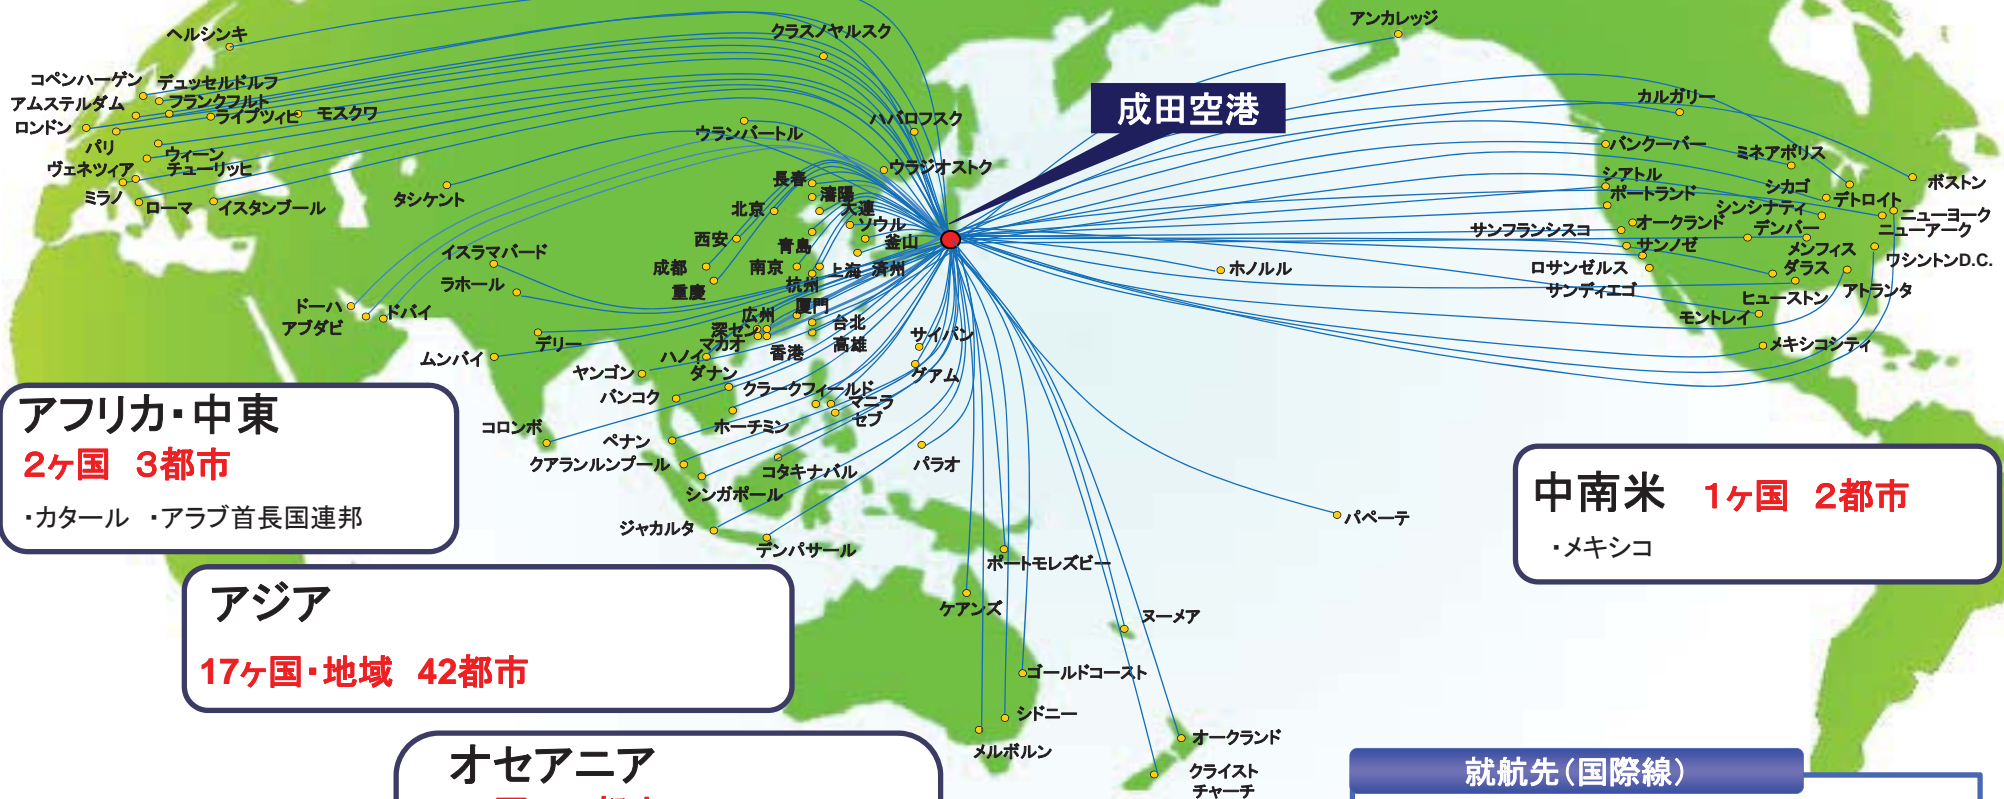 アンカレッジ
クラスノヤルスク
ヘルシンキ
コペンハーゲン
デュッセルドルフ
アムステルダム
フランクフルト
ライプツィヒ
モスクワ
ロンドン
パリ
ウィーン
ヴェネツィア
チューリッヒ
ミラノ
ローマ
イスタンブール
タシケント
ウランバートル
ハバロフスク
ウラジオストク
成田空港
カルガリー
バンクーバー
ミネアポリス
シアトル
ポートランド
シカゴ
デトロイト
ボストン
シンシナティ
ニューヨーク
ニューアーク
サンフランシスコ
オークランド
デンバー
サンノゼ
メンフィス
ワシントンD.C.
ロサンゼルス
ダラス
サンディエゴ
ヒューストン
アトランタ
モントレイ
メキシコシティ
ホノルル
長春
瀋陽
北京
大連
ソウル
西安
青島
釜山
成都
南京
上海
済州
重慶
杭州
厦門
広州
深セン
台北
マカオ
香港
高雄
イスラマバード
ラホール
ドーハ
アブダビ
ドバイ
デリー
ムンバイ
ハノイ
ヤンゴン
ダナン
バンコク
クラークフィールド
マニラ
セブ
サイパン
グアム
コロンボ
ペナン
ホーチミン
クアランルンプール
コタキナバル
パラオ
シンガポール
ジャカルタ
デンパサール
ポートモレズビー
パペーテ
ケアンズ
ヌーメア
ゴールドコースト
シドニー
メルボルン
オークランド
クライスト
チャーチ
アフリカ・中東
2ヶ国 3都市
・カタール ・アラブ首長国連邦
中南米 1ヶ国 2都市
・メキシコ
アジア
17ヶ国・地域 42都市
オセアニア
就航先(国際線)